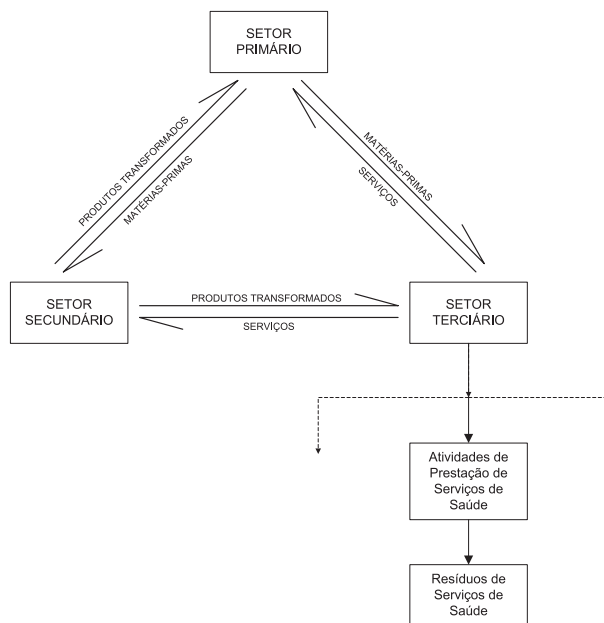 SETOR
PRIMÁRIO
PRODUTOS TRANSFORMADOS
MATÉRIAS-PRIMAS
MATÉRIAS-PRIMAS
SERVIÇOS
SETOR
SECUNDÁRIO
PRODUTOS TRANSFORMADOS
SERVIÇOS
SETOR
TERCIÁRIO
Atividades de
Prestação de
Serviços de
Saúde
Resíduos de
Serviços de
Saúde